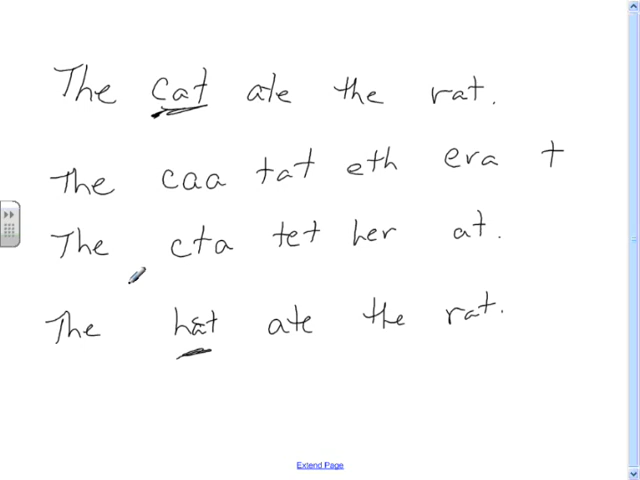 The cat ate the rat.
The caa tat eth era t
The cta tet her at.
The hat ate the rat.
Extend Page